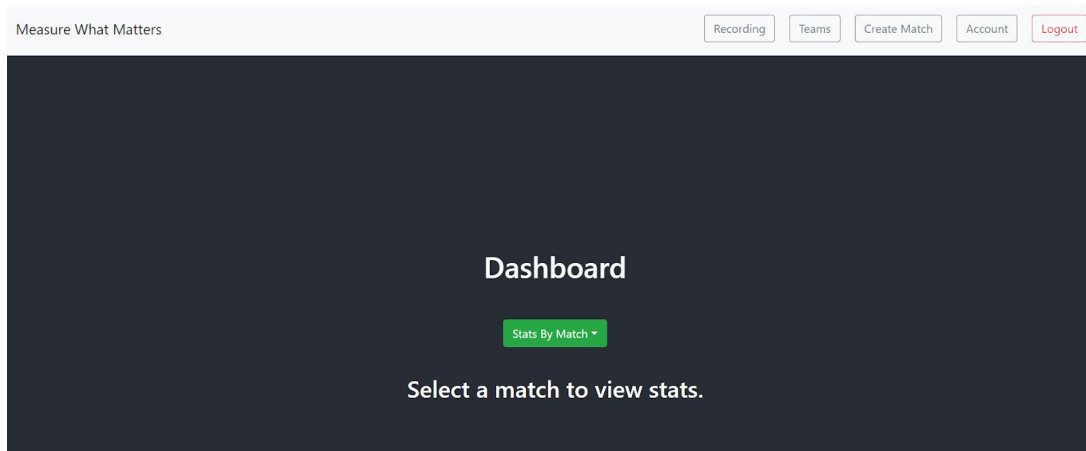 Measure What Matters
Recording
Teams
Create Match
Account
Logout
Dashboard
Stats By Match
Select a match to view stats.